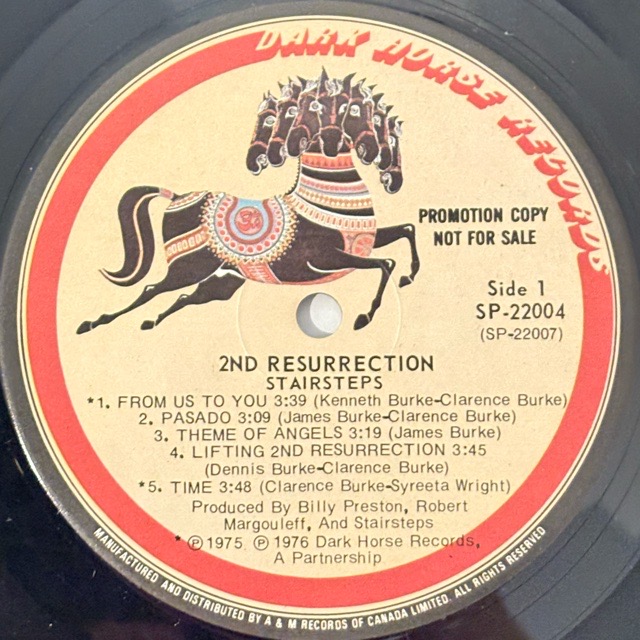 DARK HORSE RECORDS
PROMOTION COPY
NOT FOR SALE
Side 1
SP-22004
(SP-22007)
2ND RESURRECTION
STAIRSTEPS
*1. FROM US TO YOU 3:39 (Kenneth Burke-Clarence Burke)
2. PASADO 3:09 (James Burke-Clarence Burke)
3. THEME OF ANGELS 3:19 (James Burke)
4. LIFTING 2ND RESURRECTION 3:45
(Dennis Burke-Clarence Burke)
*5. TIME 3:48 (Clarence Burke-Syreeta Wright)
Produced By Billy Preston, Robert
Margouleff, And Stairsteps
* ℗ 1975 ℗ 1976 Dark Horse Records,
A Partnership
MANUFACTURED AND DISTRIBUTED BY A & M RECORDS OF CANADA LIMITED. ALL RIGHTS RESERVED